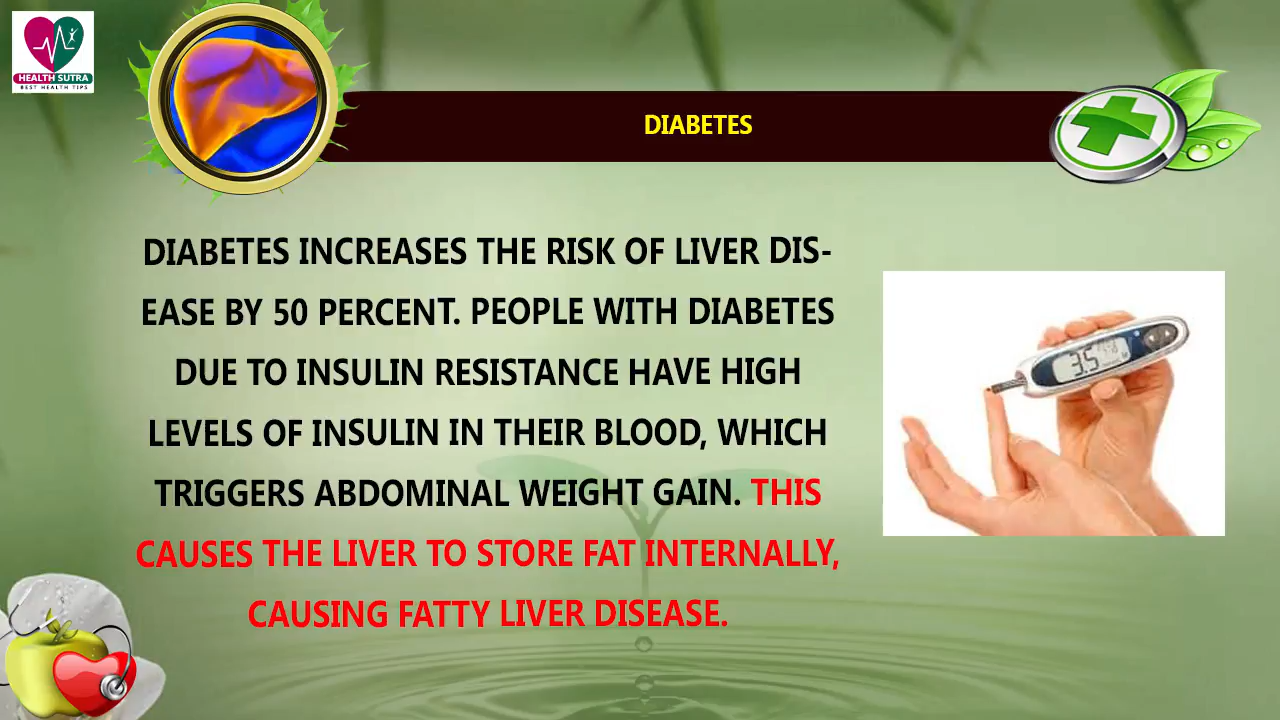 HEALTH SUTRA
BEST HEALTH TIPS
DIABETES
DIABETES INCREASES THE RISK OF LIVER DIS-
EASE BY 50 PERCENT. PEOPLE WITH DIABETES
DUE TO INSULIN RESISTANCE HAVE HIGH
LEVELS OF INSULIN IN THEIR BLOOD, WHICH
TRIGGERS ABDOMINAL WEIGHT GAIN. THIS
CAUSES THE LIVER TO STORE FAT INTERNALLY,
CAUSING FATTY LIVER DISEASE.
3.5